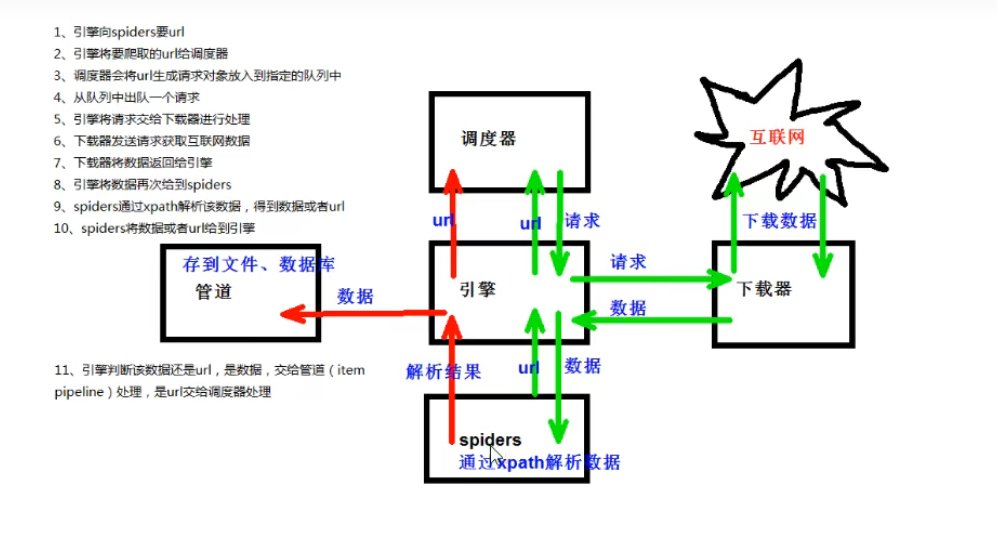 1、引擎向spiders要url
2、引擎将要爬取的url给调度器
3、调度器会将url生成请求对象放入到指定的队列中
4、从队列中出队一个请求
5、引擎将请求交给下载器进行处理
6、下载器发送请求获取互联网数据
7、下载器将数据返回给引擎
8、引擎将数据再次给到spiders
9、spiders通过xpath解析该数据，得到数据或者url
10、spiders将数据或者url给到引擎
调度器
互联网
url
url
请求
下载数据
存到文件、数据库
管道
数据
引擎
请求
数据
下载器
11、引擎判断该数据还是url，是数据，交给管道（item
pipeline）处理，是url交给调度器处理
解析结果
url
数据
spiders
通过xpath解析数据